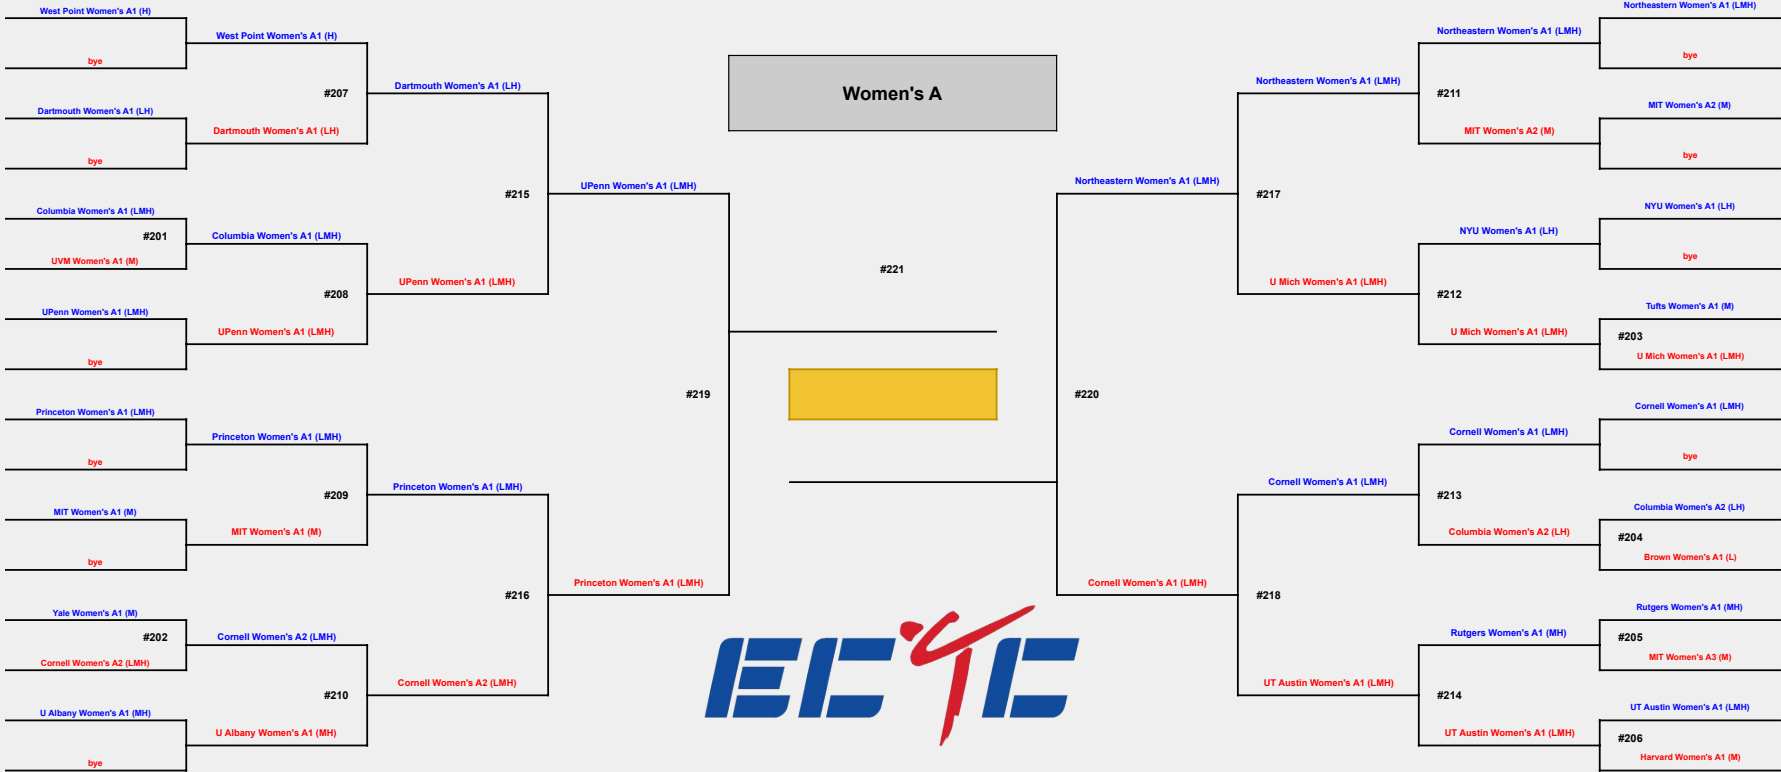 West Point Women's A1 (H)
bye
Dartmouth Women's A1 (LH)
bye
Columbia Women's A1 (LMH)
#201
UVM Women's A1 (M)
UPenn Women's A1 (LMH)
bye
Princeton Women's A1 (LMH)
bye
MIT Women's A1 (M)
bye
Yale Women's A1 (M)
#202
Cornell Women's A2 (LMH)
U Albany Women's A1 (MH)
bye
West Point Women's A1 (H)
#207
Dartmouth Women's A1 (LH)
Columbia Women's A1 (LMH)
#208
UPenn Women's A1 (LMH)
Princeton Women's A1 (LMH)
#209
MIT Women's A1 (M)
Cornell Women's A2 (LMH)
#210
U Albany Women's A1 (MH)
Dartmouth Women's A1 (LH)
#215
UPenn Women's A1 (LMH)
Princeton Women's A1 (LMH)
#216
Cornell Women's A2 (LMH)
UPenn Women's A1 (LMH)
#219
Princeton Women's A1 (LMH)
Women's A
#221
ECTC
Northeastern Women's A1 (LMH)
#220
Cornell Women's A1 (LMH)
Northeastern Women's A1 (LMH)
#217
U Mich Women's A1 (LMH)
Cornell Women's A1 (LMH)
#218
UT Austin Women's A1 (LMH)
Northeastern Women's A1 (LMH)
#211
MIT Women's A2 (M)
NYU Women's A1 (LH)
#212
U Mich Women's A1 (LMH)
Cornell Women's A1 (LMH)
#213
Columbia Women's A2 (LH)
Rutgers Women's A1 (MH)
#214
UT Austin Women's A1 (LMH)
Northeastern Women's A1 (LMH)
bye
MIT Women's A2 (M)
bye
NYU Women's A1 (LH)
bye
Tufts Women's A1 (M)
#203
U Mich Women's A1 (LMH)
Cornell Women's A1 (LMH)
bye
Columbia Women's A2 (LH)
#204
Brown Women's A1 (L)
Rutgers Women's A1 (MH)
#205
MIT Women's A3 (M)
UT Austin Women's A1 (LMH)
#206
Harvard Women's A1 (M)